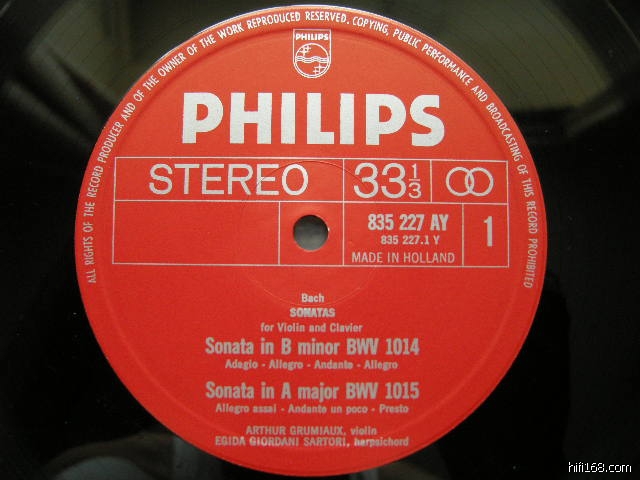 ALL RIGHTS OF THE RECORD PRODUCER AND OF THE OWNER OF THE WORK REPRODUCED RESERVED. COPYING, PUBLIC PERFORMANCE AND BROADCASTING OF THIS RECORD PROHIBITED
PHILIPS
PHILIPS
STEREO 33 1/3
835 227 AY 1
835 227.1 Y
MADE IN HOLLAND
Bach
SONATAS
for Violin and Clavier
Sonata in B minor BWV 1014
Adagio - Allegro - Andante - Allegro
Sonata in A major BWV 1015
Allegro assai - Andante un poco - Presto
ARTHUR GRUMIAUX, violin
EGIDA GIORDANI SARTORI, harpsichord
hifi168.com